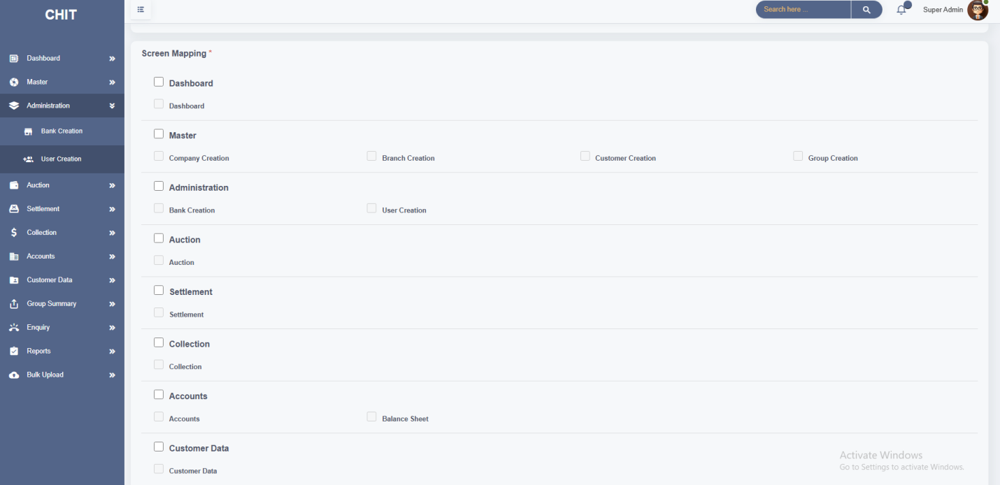 CHIT
Search here ...
Super Admin
Dashboard
Master
Administration
Bank Creation
User Creation
Auction
Settlement
Collection
Accounts
Customer Data
Group Summary
Enquiry
Reports
Bulk Upload
Screen Mapping *
Dashboard
Dashboard
Master
Company Creation Branch Creation Customer Creation Group Creation
Administration
Bank Creation User Creation
Auction
Auction
Settlement
Settlement
Collection
Collection
Accounts
Accounts Balance Sheet
Customer Data
Customer Data
Activate Windows
Go to Settings to activate Windows.